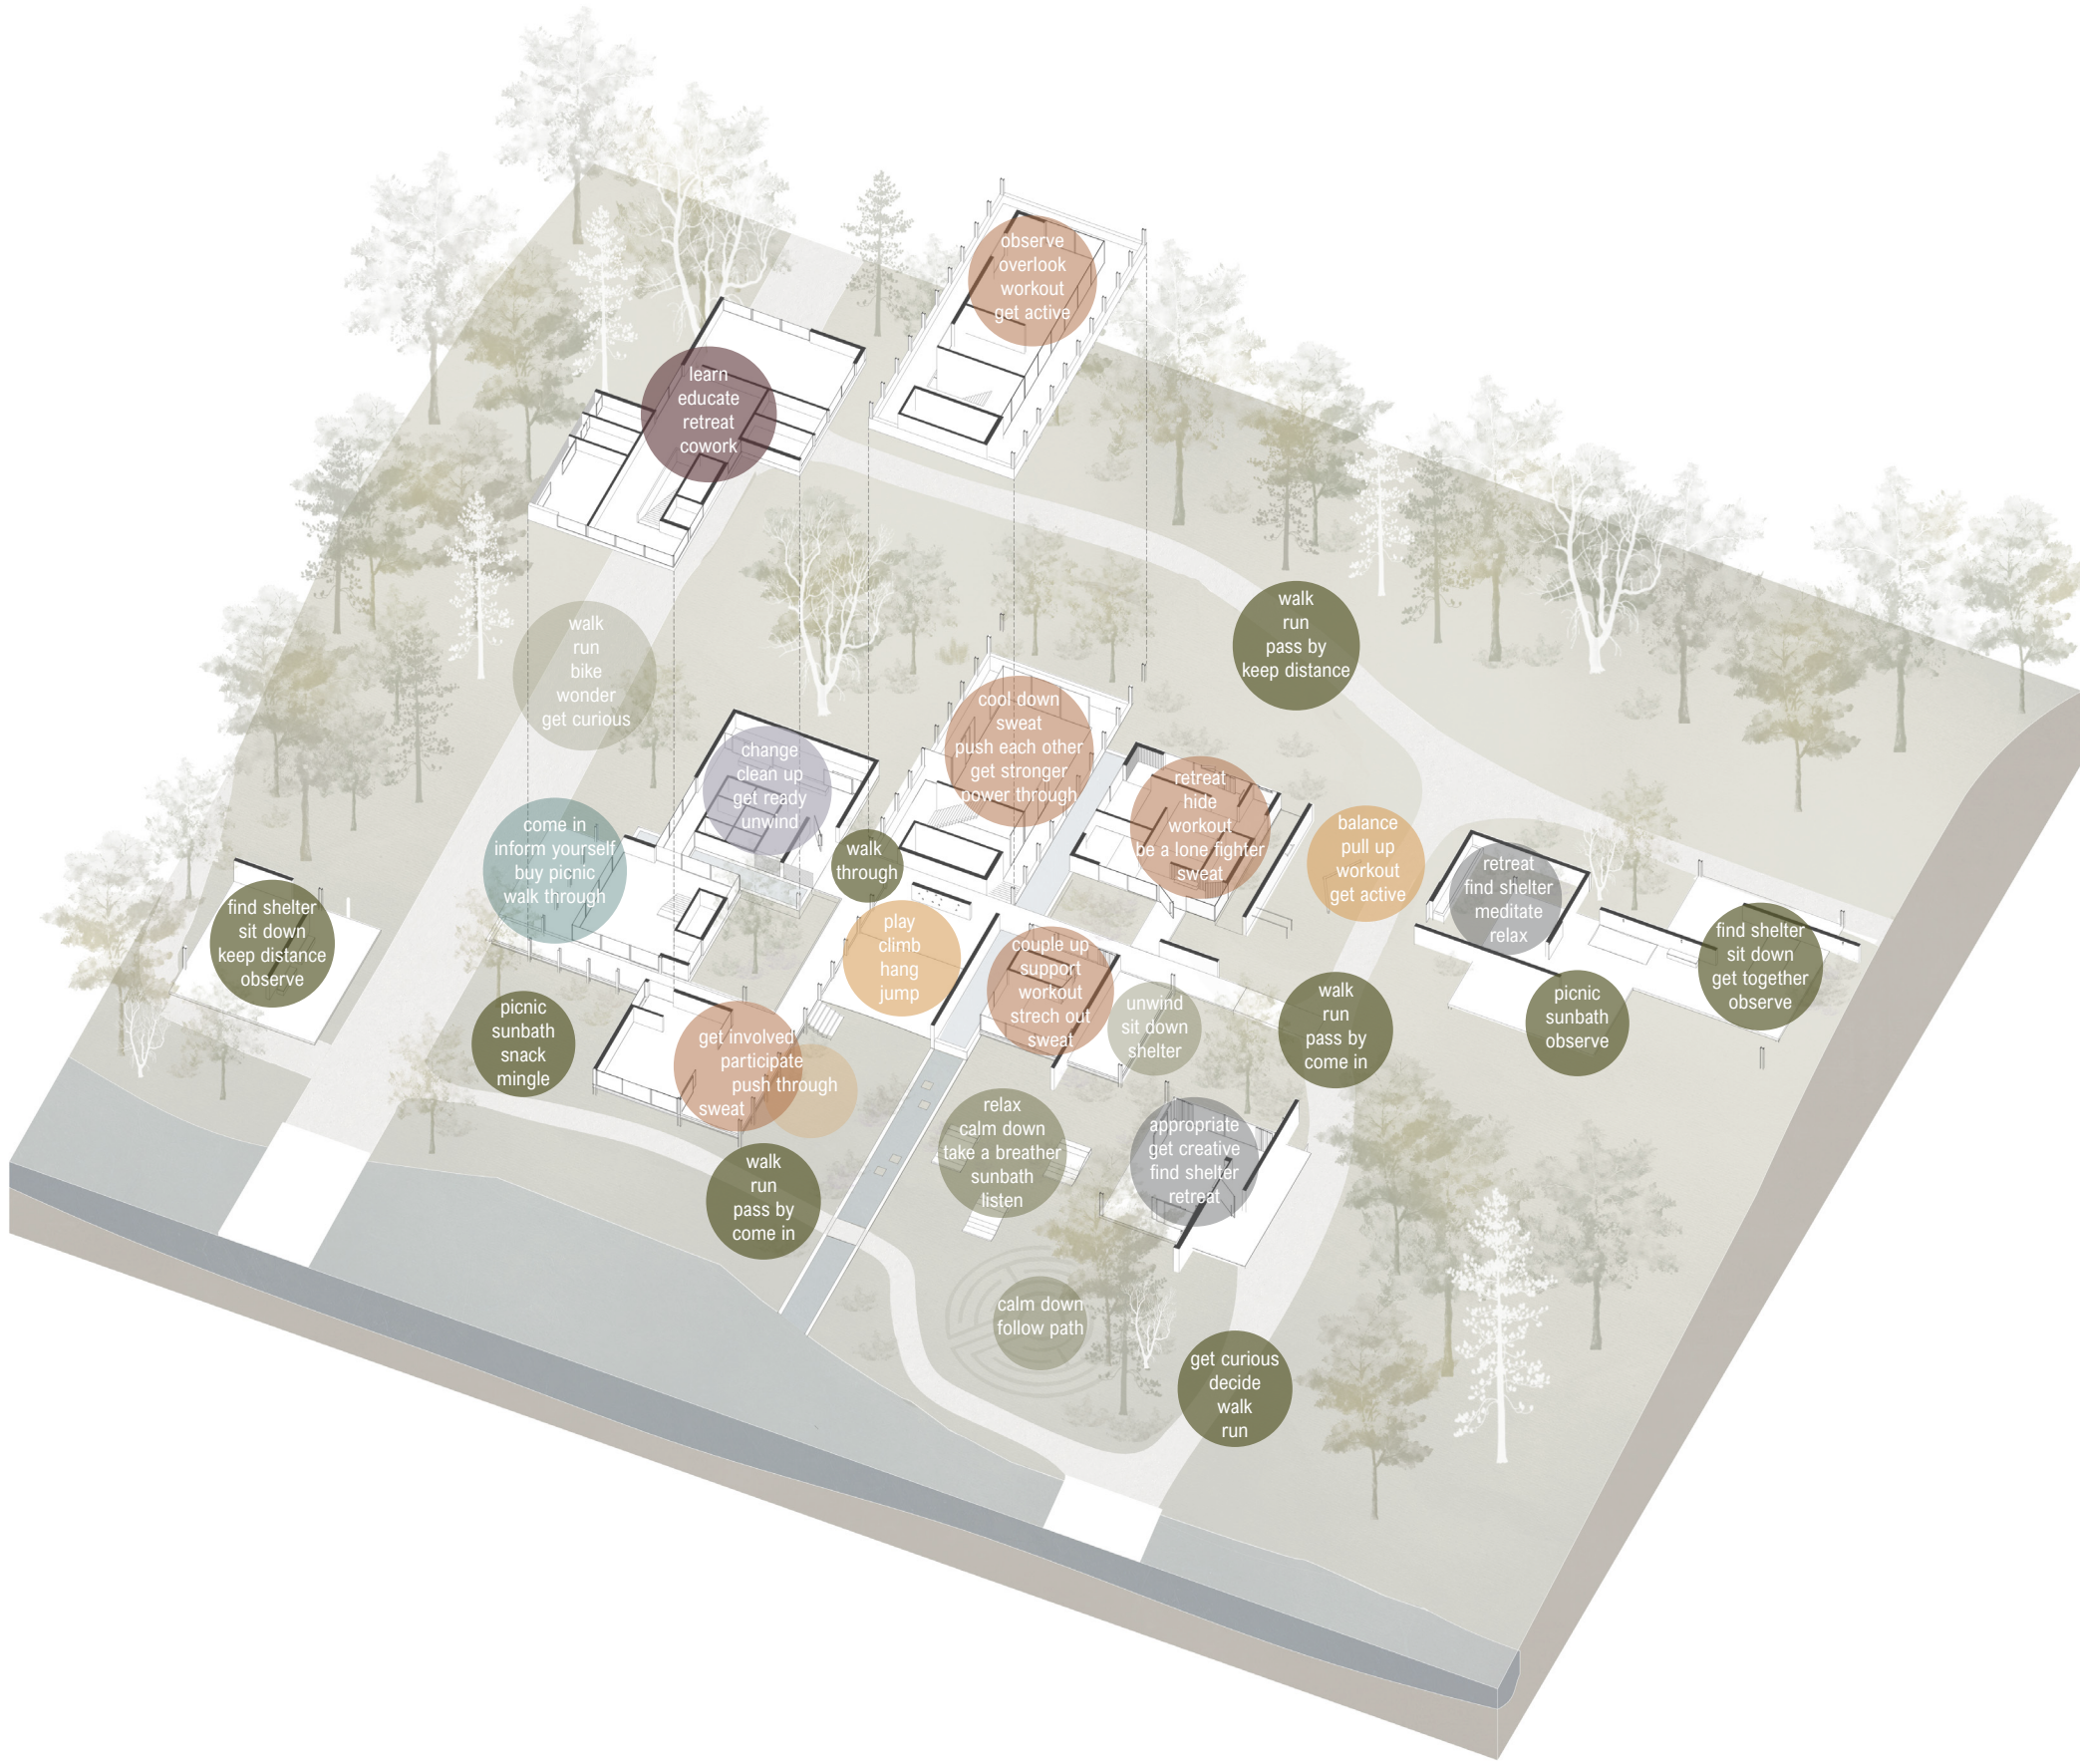 observe
overlook
workout
get active
learn
educate
retreat
cowork
walk
run
bike
wonder
get curious
walk
run
pass by
keep distance
cool down
sweat
push each other
get stronger
power through
change
clean up
get ready
unwind
retreat
hide
workout
be a lone fighter
sweat
come in
inform yourself
buy picnic
walk through
walk
through
balance
pull up
workout
get active
retreat
find shelter
meditate
relax
find shelter
sit down
keep distance
observe
play
climb
hang
jump
couple up
support
workout
strech out
sweat
find shelter
sit down
get together
observe
picnic
sunbath
snack
mingle
unwind
sit down
shelter
walk
run
pass by
come in
picnic
sunbath
observe
get involved
participate
push through
sweat
relax
calm down
take a breather
sunbath
listen
appropriate
get creative
find shelter
retreat
walk
run
pass by
come in
calm down
follow path
get curious
decide
walk
run